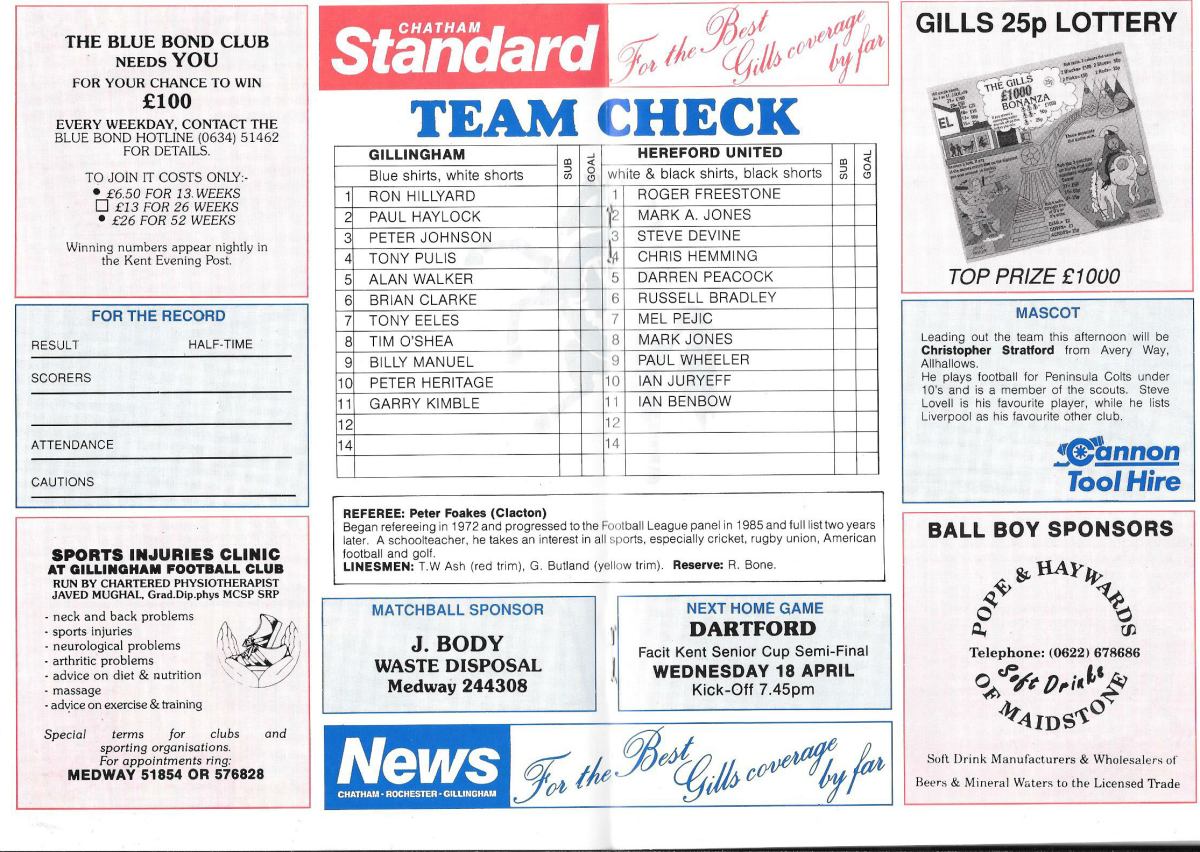 THE BLUE BOND CLUB
NEEDS YOU
FOR YOUR CHANCE TO WIN
£100
EVERY WEEKDAY, CONTACT THE
BLUE BOND HOTLINE (0634) 51462
FOR DETAILS.
TO JOIN IT COSTS ONLY:-
● £6.50 FOR 13 WEEKS
□ £13 FOR 26 WEEKS
● £26 FOR 52 WEEKS
Winning numbers appear nightly in
the Kent Evening Post.
FOR THE RECORD
RESULT HALF-TIME
SCORERS
ATTENDANCE
CAUTIONS
SPORTS INJURIES CLINIC
AT GILLINGHAM FOOTBALL CLUB
RUN BY CHARTERED PHYSIOTHERAPIST
JAVED MUGHAL, Grad.Dip.phys MCSP SRP
- neck and back problems
- sports injuries
- neurological problems
- arthritic problems
- advice on diet & nutrition
- massage
- advice on exercise & training
Special terms for clubs and
sporting organisations.
For appointments ring:
MEDWAY 51854 OR 576828
CHATHAM
Standard
For the Best
Gills coverage
by far
TEAM CHECK
GILLINGHAM SUB GOAL HEREFORD UNITED SUB GOAL
Blue shirts, white shorts white & black shirts, black shorts
1 RON HILLYARD 1 ROGER FREESTONE
2 PAUL HAYLOCK 2 MARK A. JONES
3 PETER JOHNSON 3 STEVE DEVINE
4 TONY PULIS 4 CHRIS HEMMING
5 ALAN WALKER 5 DARREN PEACOCK
6 BRIAN CLARKE 6 RUSSELL BRADLEY
7 TONY EELES 7 MEL PEJIC
8 TIM O'SHEA 8 MARK JONES
9 BILLY MANUEL 9 PAUL WHEELER
10 PETER HERITAGE 10 IAN JURYEFF
11 GARRY KIMBLE 11 IAN BENBOW
12 12
14 14
REFEREE: Peter Foakes (Clacton)
Began refereeing in 1972 and progressed to the Football League panel in 1985 and full list two years
later. A schoolteacher, he takes an interest in all sports, especially cricket, rugby union, American
football and golf.
LINESMEN: T.W Ash (red trim), G. Butland (yellow trim). Reserve: R. Bone.
MATCHBALL SPONSOR
J. BODY
WASTE DISPOSAL
Medway 244308
NEXT HOME GAME
DARTFORD
Facit Kent Senior Cup Semi-Final
WEDNESDAY 18 APRIL
Kick-Off 7.45pm
News
CHATHAM - ROCHESTER - GILLINGHAM
For the Best
Gills coverage
by far
GILLS 25p LOTTERY
THE GILLS
£1000
BONANZA
EL
TOP PRIZE £1000
MASCOT
Leading out the team this afternoon will be
Christopher Stratford from Avery Way,
Allhallows.
He plays football for Peninsula Colts under
10's and is a member of the scouts. Steve
Lovell is his favourite player, while he lists
Liverpool as his favourite other club.
Cannon
Tool Hire
BALL BOY SPONSORS
POPE & HAYWARDS
Telephone: (0622) 678686
Soft Drinks
OF MAIDSTONE
Soft Drink Manufacturers & Wholesalers of
Beers & Mineral Waters to the Licensed Trade